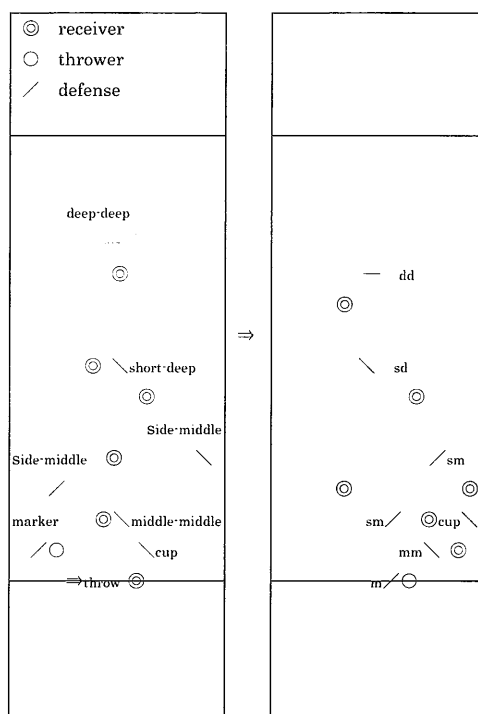 receiver
thrower
defense
deep-deep
short-deep
Side-middle
Side-middle
marker
middle-middle
cup
⇒throw
⇒
dd
sd
sm
sm
cup
mm
m